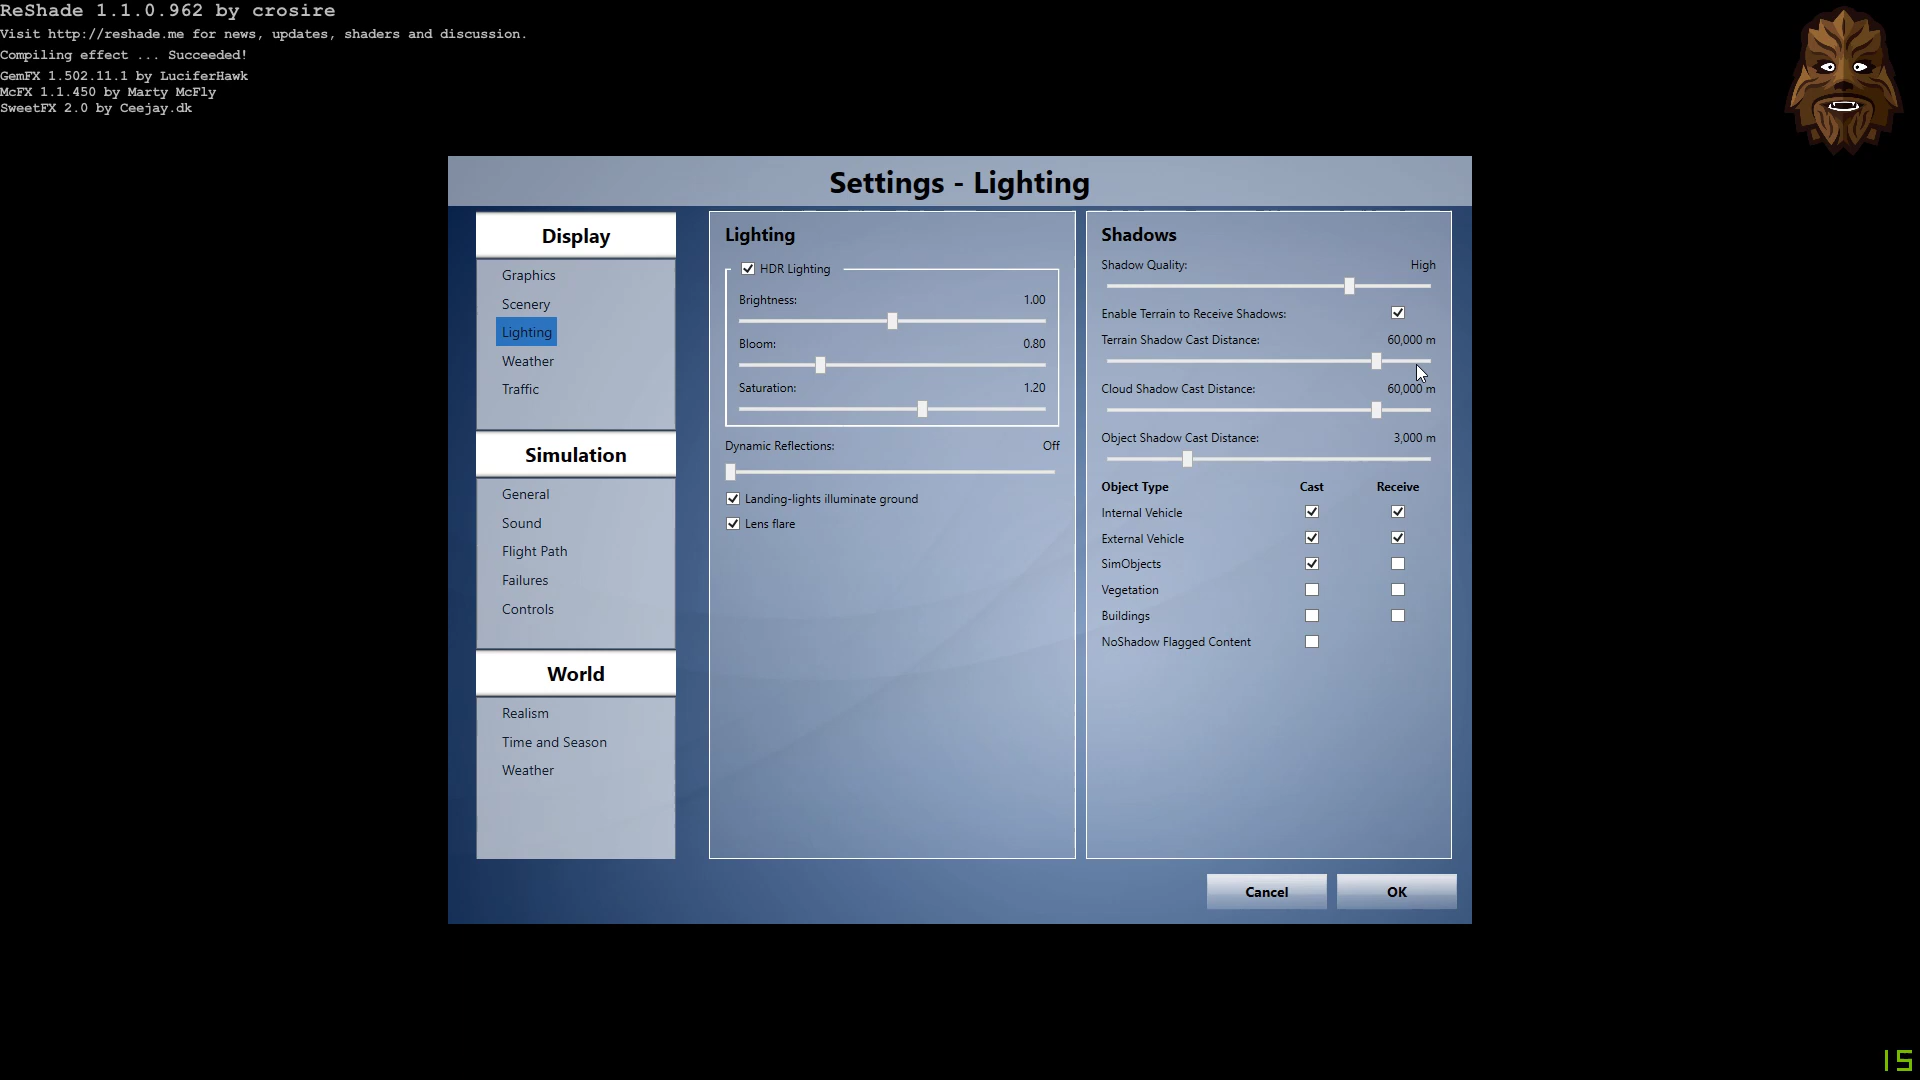 ReShade 1.1.0.962 by crosire
Visit http://reshade.me for news, updates, shaders and discussion.
Compiling effect ... Succeeded!
GemFX 1.502.11.1 by LuciferHawk
McFX 1.1.450 by Marty McFly
SweetFX 2.0 by Ceejay.dk
Settings - Lighting
Display
Graphics
Scenery
Lighting
Weather
Traffic
Simulation
General
Sound
Flight Path
Failures
Controls
World
Realism
Time and Season
Weather
Lighting
HDR Lighting
Brightness: 1.00
Bloom: 0.80
Saturation: 1.20
Dynamic Reflections: Off
Landing-lights illuminate ground
Lens flare
Shadows
Shadow Quality: High
Enable Terrain to Receive Shadows:
Terrain Shadow Cast Distance: 60,000 m
Cloud Shadow Cast Distance: 60,000 m
Object Shadow Cast Distance: 3,000 m
Object Type Cast Receive
Internal Vehicle
External Vehicle
SimObjects
Vegetation
Buildings
NoShadow Flagged Content
Cancel OK
15